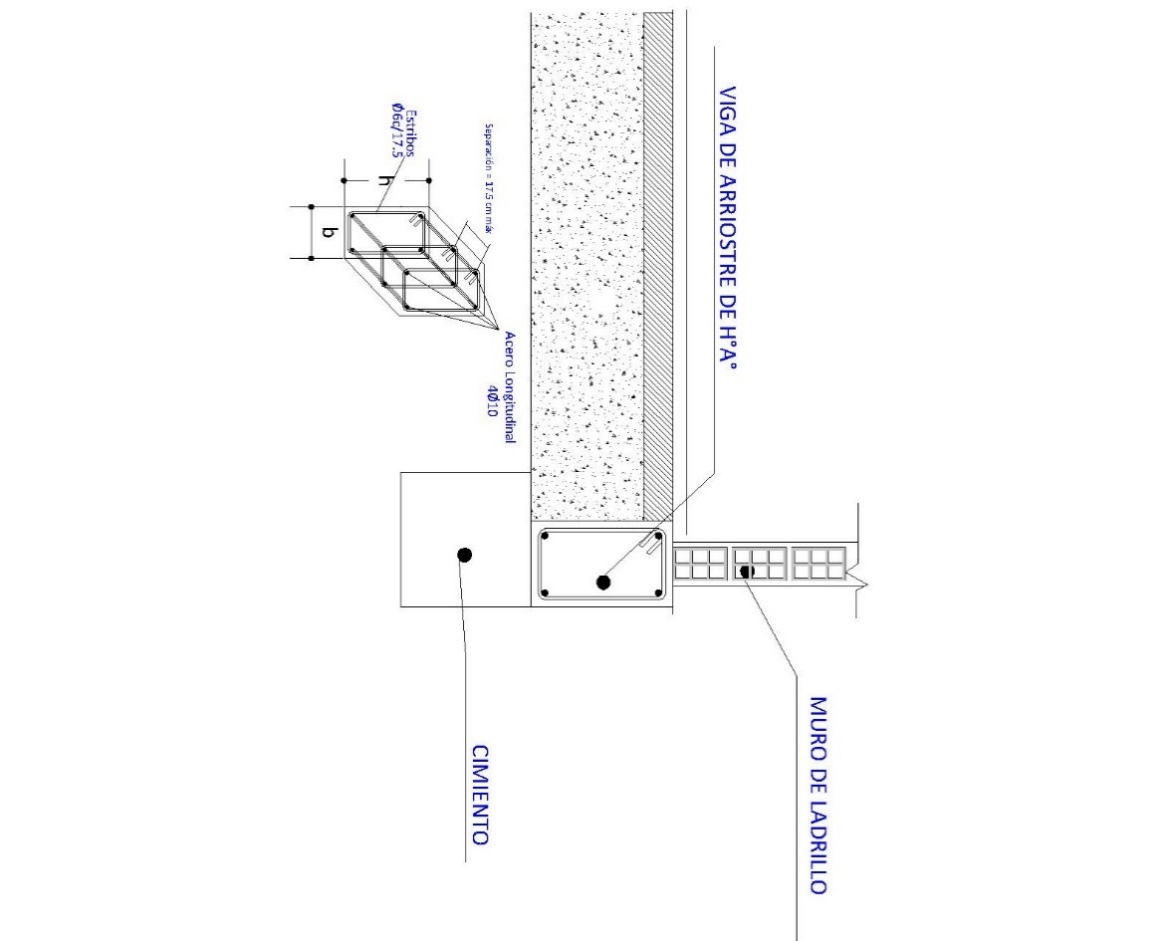 VIGA DE ARRIOSTRE DE H°A°
MURO DE LADRILLO
Separación = 17.5 cm máx
Estribos
Ø6c/17.5
h
b
Acero Longitudinal
4Ø10
CIMIENTO